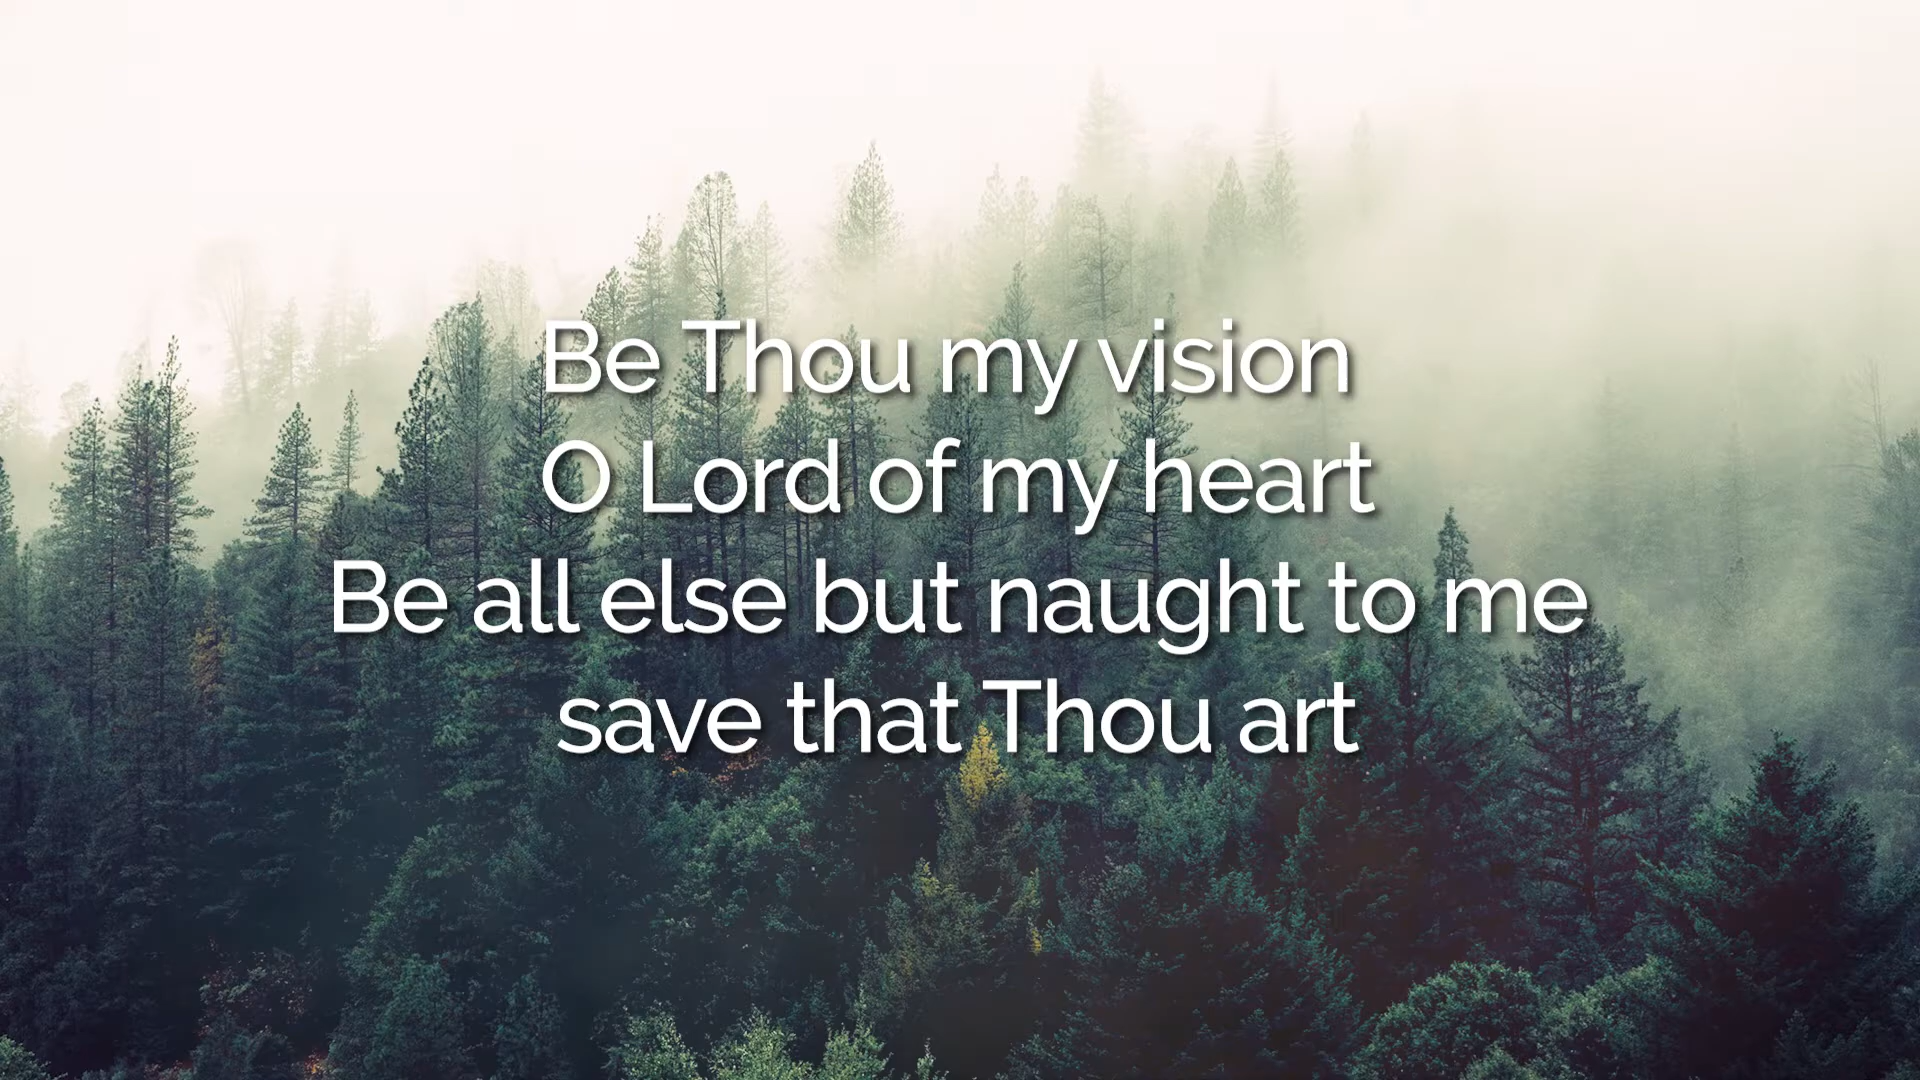 Be Thou my vision
O Lord of my heart
Be all else but naught to me
save that Thou art